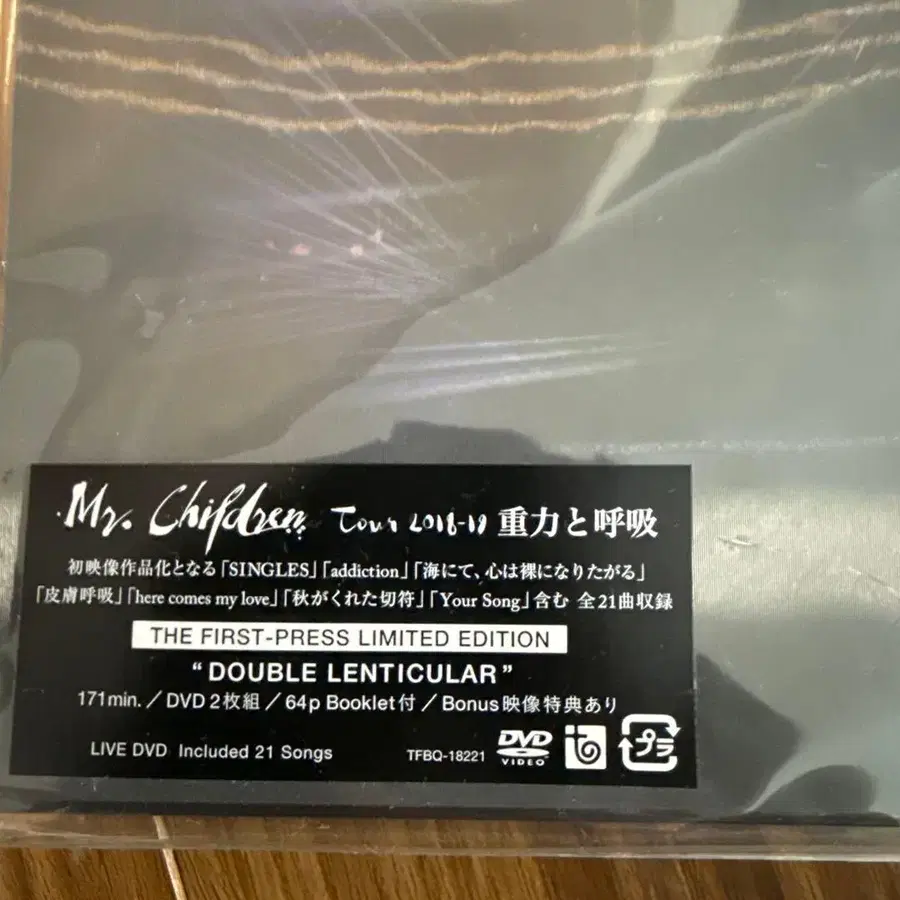 Mr. Children Tour 2018-19 重力と呼吸
初映像作品化となる「SINGLES」「addiction」「海にて、心は裸になりたがる」
「皮膚呼吸」「here comes my love」「秋がくれた切符」「Your Song」含む 全21曲収録
THE FIRST-PRESS LIMITED EDITION
“DOUBLE LENTICULAR”
171min.／DVD 2枚組／64p Booklet付／Bonus映像特典あり
LIVE DVD Included 21 Songs TFBQ-18221 DVD VIDEO プラ